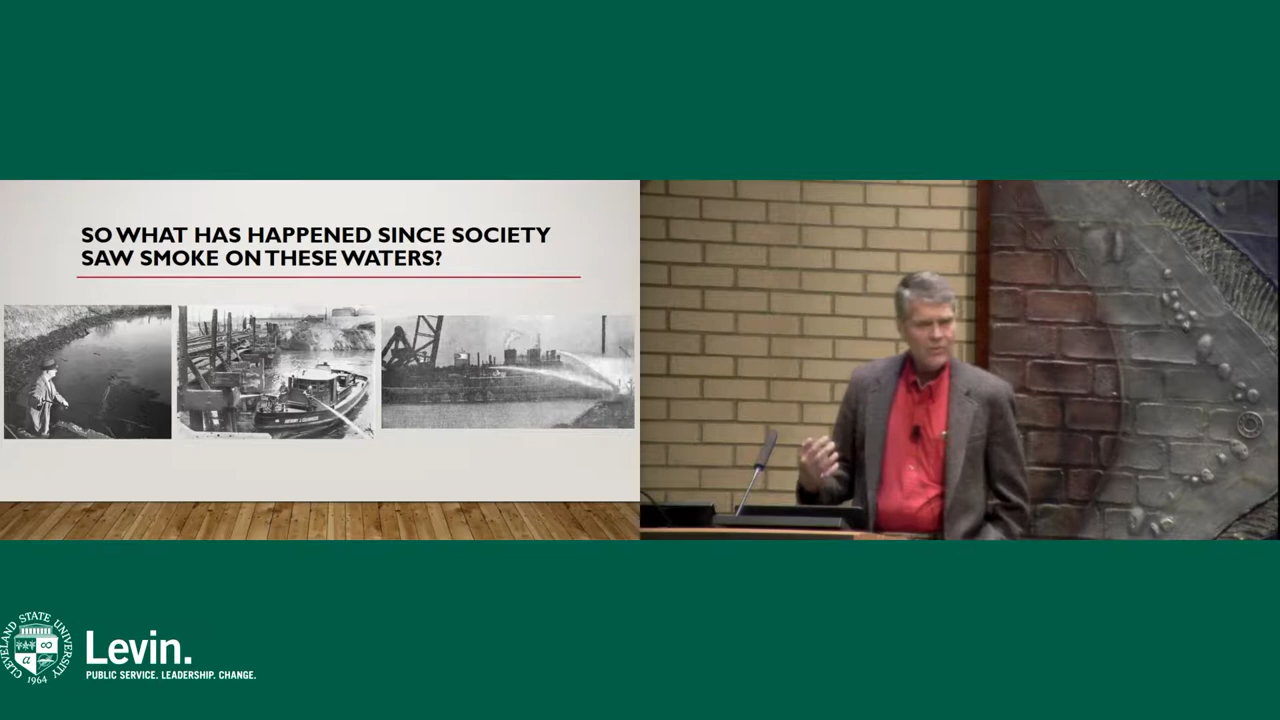 SO WHAT HAS HAPPENED SINCE SOCIETY
SAW SMOKE ON THESE WATERS?
CLEVELAND STATE UNIVERSITY
1964
Levin.
PUBLIC SERVICE. LEADERSHIP. CHANGE.